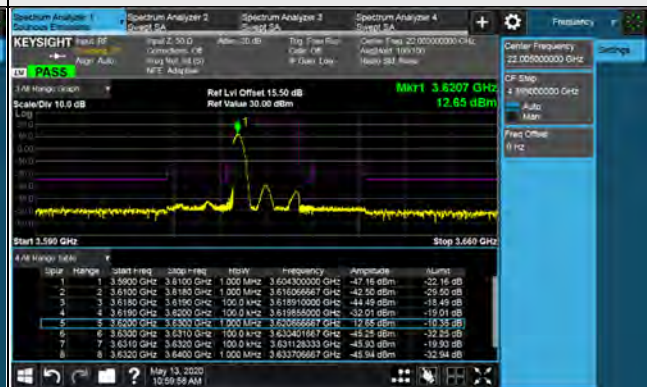 Spectrum Analyzer 1
Spurious Emissions
Spectrum Analyzer 2
Swept SA
Spectrum Analyzer 3
Swept SA
Spectrum Analyzer 4
Swept SA
Frequency
KEYSIGHT
Input: RF
Align: Auto
Input Z: 50 Ω
Corrections: Off
Freq Ref: Int (S)
NFE: Adaptive
Atten: 30 dB
Trig: Free Run
Gate: Off
IF Gain: Low
Center Freq: 22.005000000 GHz
Avg|Hold: 100/100
Radio Std: None
PASS
Center Frequency
22.005000000 GHz
Settings
CF Step
Auto
Man
Freq Offset
0 Hz
3 All Range Graph
Scale/Div 10.0 dB
Ref Lvl Offset 15.50 dB
Ref Value 30.00 dBm
Mkr1 3.6207 GHz
12.65 dBm
Log
1
Start 3.590 GHz
Stop 3.660 GHz
4 All Range Table
Spur Range Start Freq Stop Freq RBW Frequency Amplitude ΔLimit
1 1 3.5900 GHz 3.6100 GHz 1.000 MHz 3.604300000 GHz -47.16 dBm -22.16 dB
2 2 3.6100 GHz 3.6180 GHz 1.000 MHz 3.616066667 GHz -42.50 dBm -29.50 dB
3 3 3.6180 GHz 3.6190 GHz 100.0 kHz 3.618910000 GHz -44.49 dBm -18.49 dB
4 4 3.6190 GHz 3.6200 GHz 100.0 kHz 3.619855000 GHz -32.01 dBm -19.01 dB
5 5 3.6200 GHz 3.6300 GHz 1.000 MHz 3.620666667 GHz 12.65 dBm -10.35 dB
6 6 3.6300 GHz 3.6310 GHz 100.0 kHz 3.630401667 GHz -45.25 dBm -32.25 dB
7 7 3.6310 GHz 3.6320 GHz 100.0 kHz 3.631128333 GHz -45.93 dBm -19.93 dB
8 8 3.6320 GHz 3.6400 GHz 1.000 MHz 3.633706667 GHz -45.94 dBm -32.94 dB
May 13, 2020
10:59:58 AM